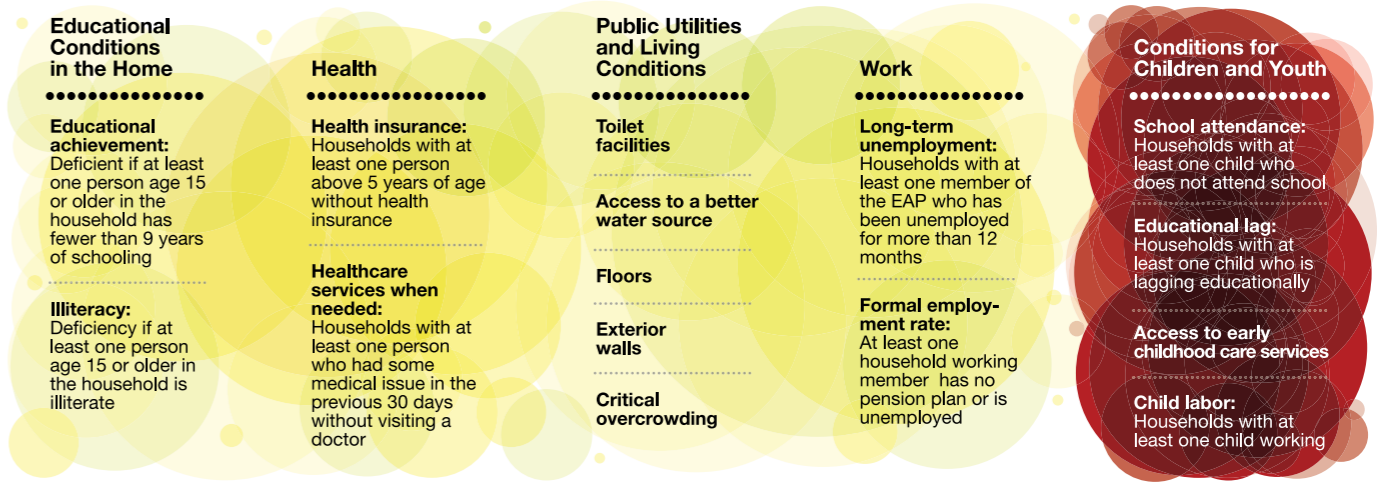 Educational
Conditions
in the Home
Educational
achievement:
Deficient if at least
one person age 15
or older in the
household has
fewer than 9 years
of schooling
Illiteracy:
Deficiency if at
least one person
age 15 or older in
the household is
illiterate
Health
Health insurance:
Households with at
least one person
above 5 years of age
without health
insurance
Healthcare
services when
needed:
Households with at
least one person
who had some
medical issue in the
previous 30 days
without visiting a
doctor
Public Utilities
and Living
Conditions
Toilet
facilities
Access to a better
water source
Floors
Exterior
walls
Critical
overcrowding
Work
Long-term
unemployment:
Households with at
least one member of
the EAP who has
been unemployed
for more than 12
months
Formal employ-
ment rate:
At least one
household working
member has no
pension plan or is
unemployed
Conditions for
Children and Youth
School attendance:
Households with at
least one child who
does not attend school
Educational lag:
Households with at
least one child who is
lagging educationally
Access to early
childhood care services
Child labor:
Households with at
least one child working